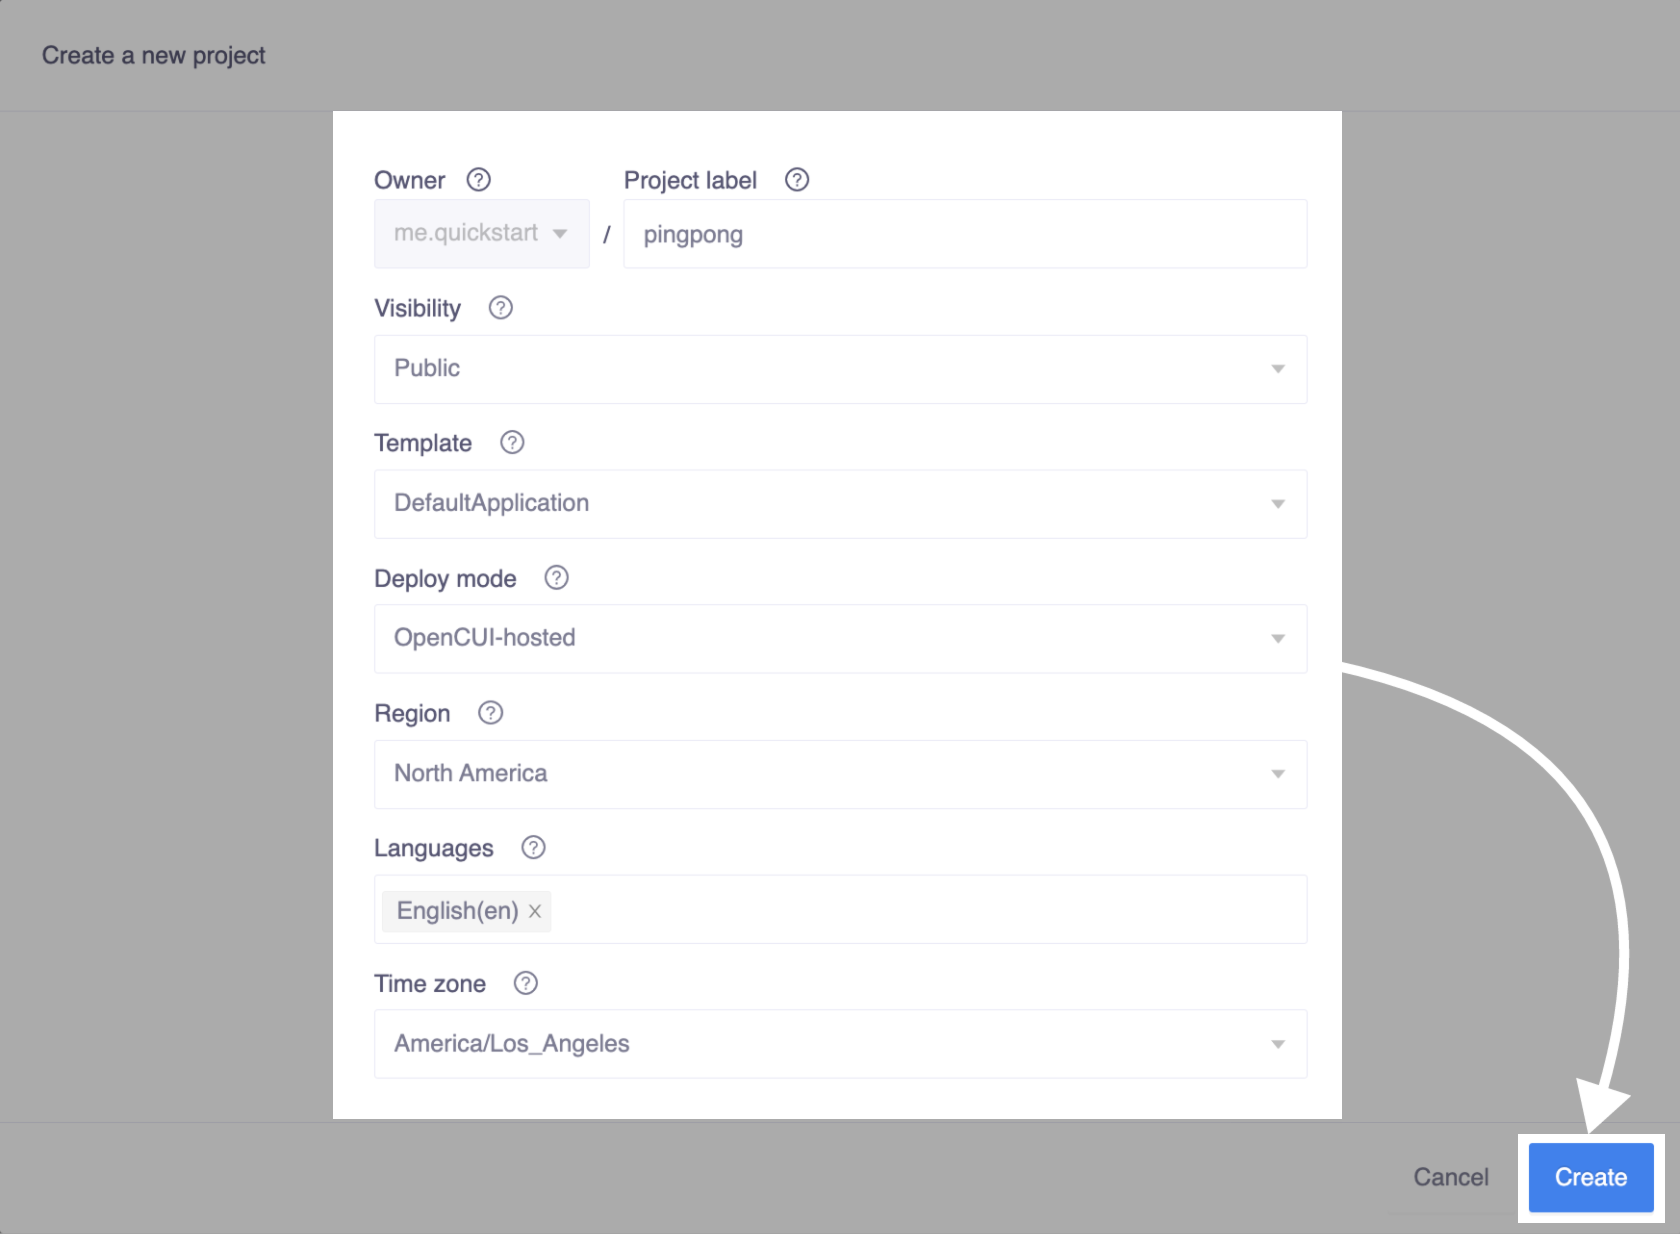 Create a new project
Owner ? Project label ?
me.quickstart / pingpong
Visibility ?
Public
Template ?
DefaultApplication
Deploy mode ?
OpenCUI-hosted
Region ?
North America
Languages ?
English(en) X
Time zone ?
America/Los_Angeles
Cancel Create